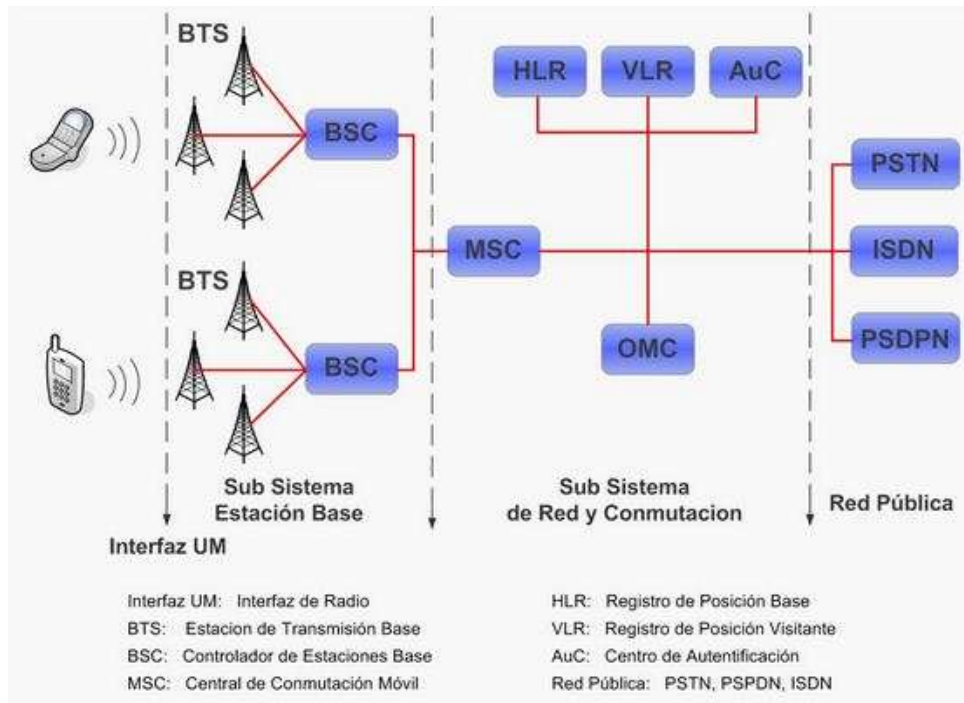 BTS
HLR
VLR
AuC
BSC
PSTN
MSC
ISDN
BTS
OMC
PSDPN
BSC
Sub Sistema
Estación Base
Sub Sistema
de Red y Conmutacion
Red Pública
Interfaz UM
Interfaz UM: Interfaz de Radio
BTS: Estacion de Transmisión Base
BSC: Controlador de Estaciones Base
MSC: Central de Conmutación Móvil
HLR: Registro de Posición Base
VLR: Registro de Posición Visitante
AuC: Centro de Autentificación
Red Pública: PSTN, PSPDN, ISDN